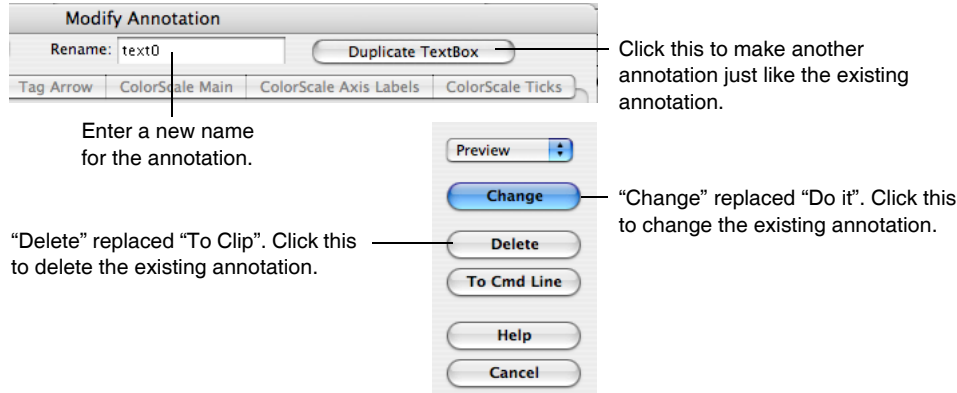 Modify Annotation
Rename: text0
Duplicate TextBox
Click this to make another
annotation just like the existing
annotation.
Tag Arrow
ColorScale Main
ColorScale Axis Labels
ColorScale Ticks
Enter a new name
for the annotation.
Preview
Change
“Change” replaced “Do it”. Click this
to change the existing annotation.
“Delete” replaced “To Clip”. Click this
to delete the existing annotation.
Delete
To Cmd Line
Help
Cancel